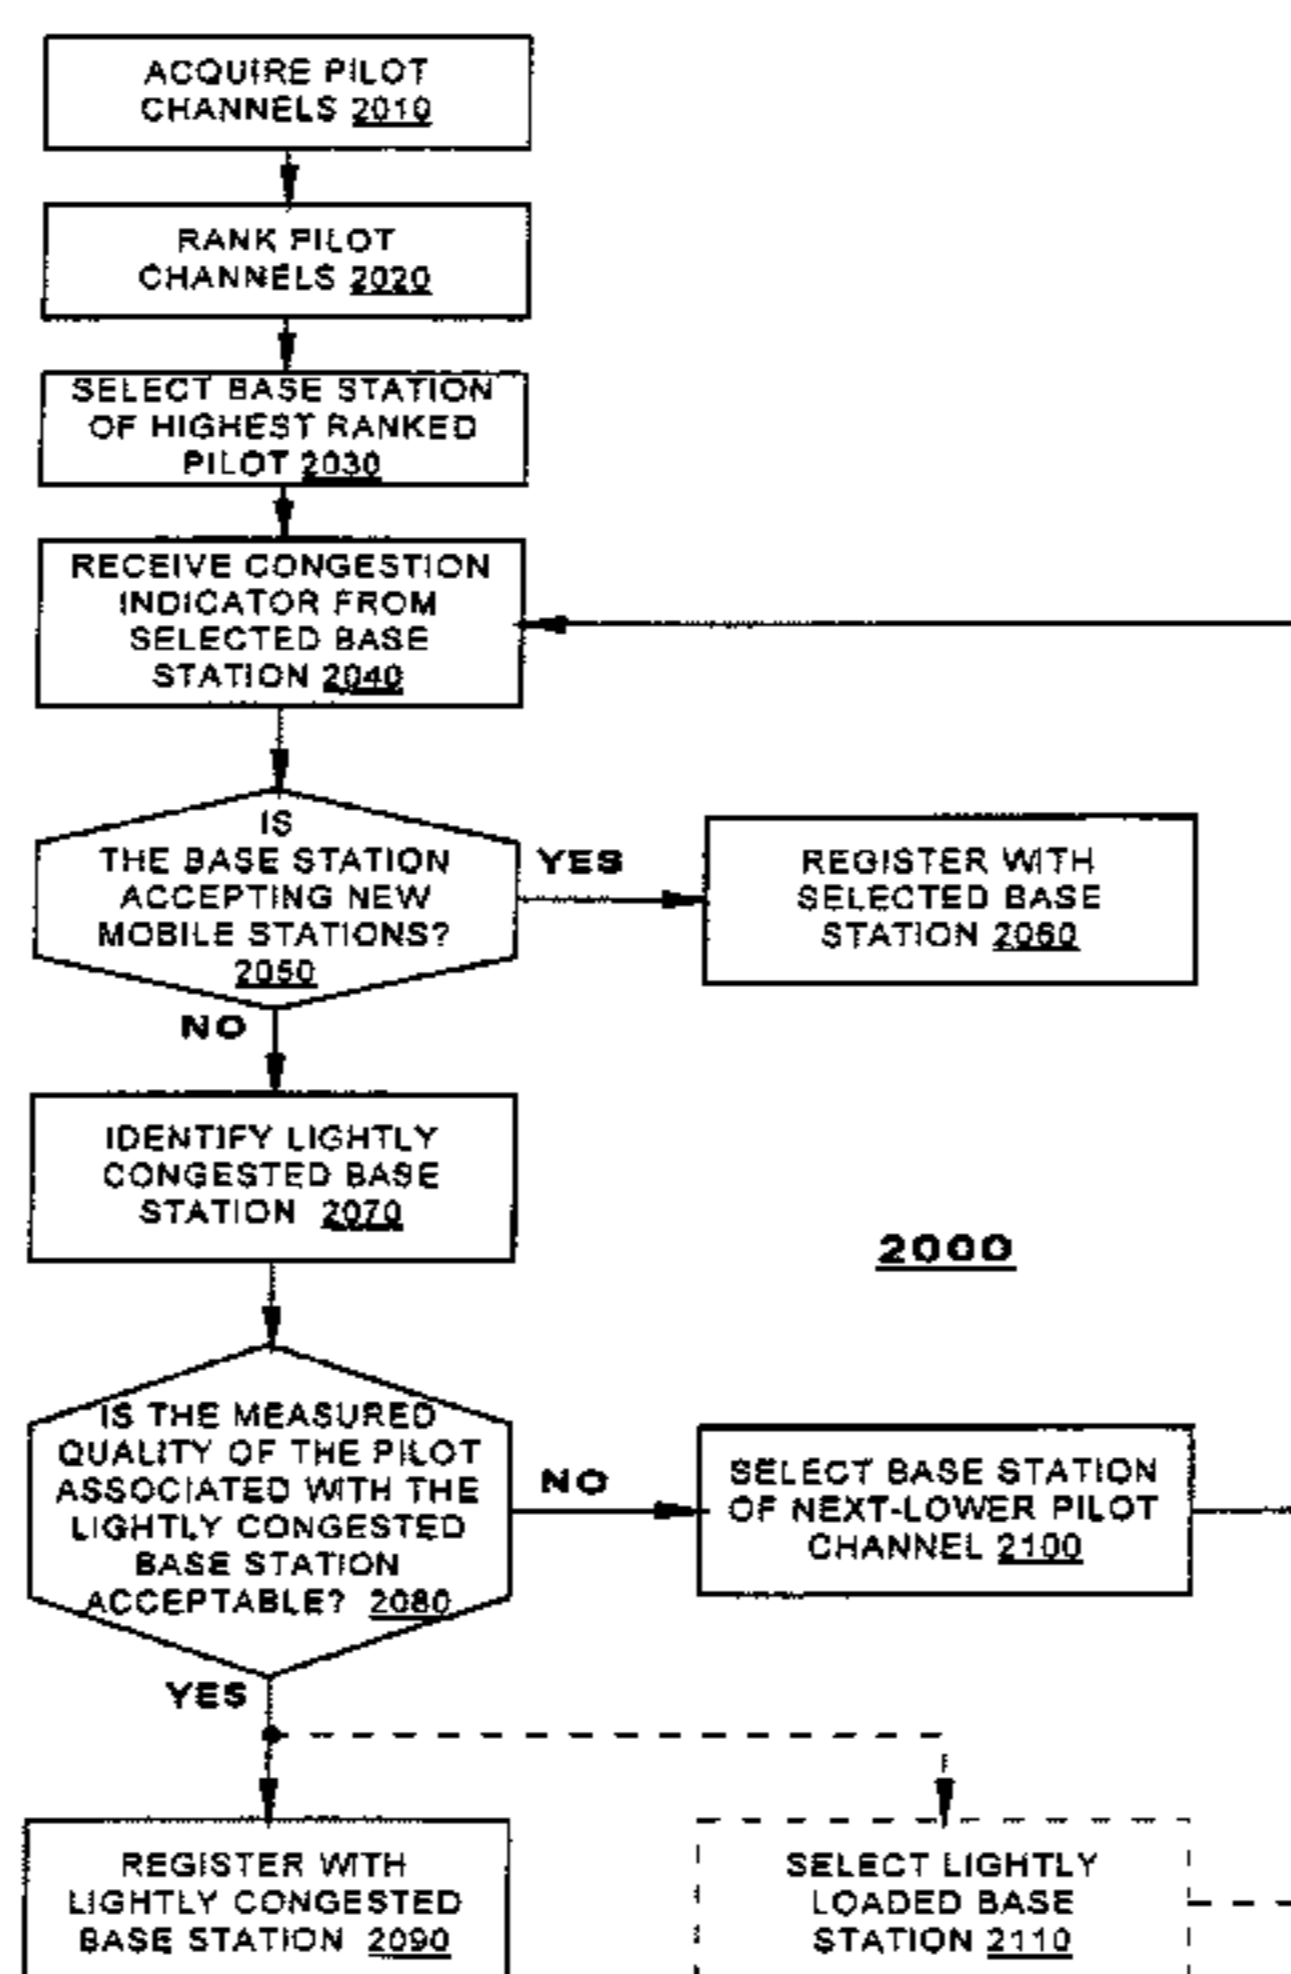 ACQUIRE PILOT
CHANNELS 2010
RANK PILOT
CHANNELS 2020
SELECT BASE STATION
OF HIGHEST RANKED
PILOT 2030
RECEIVE CONGESTION
INDICATOR FROM
SELECTED BASE
STATION 2040
IS
THE BASE STATION
ACCEPTING NEW
MOBILE STATIONS?
2050
YES
REGISTER WITH
SELECTED BASE
STATION 2060
NO
IDENTIFY LIGHTLY
CONGESTED BASE
STATION 2070
2000
IS THE MEASURED
QUALITY OF THE PILOT
ASSOCIATED WITH THE
LIGHTLY CONGESTED
BASE STATION
ACCEPTABLE? 2080
NO
SELECT BASE STATION
OF NEXT-LOWER PILOT
CHANNEL 2100
YES
REGISTER WITH
LIGHTLY CONGESTED
BASE STATION 2090
SELECT LIGHTLY
LOADED BASE
STATION 2110